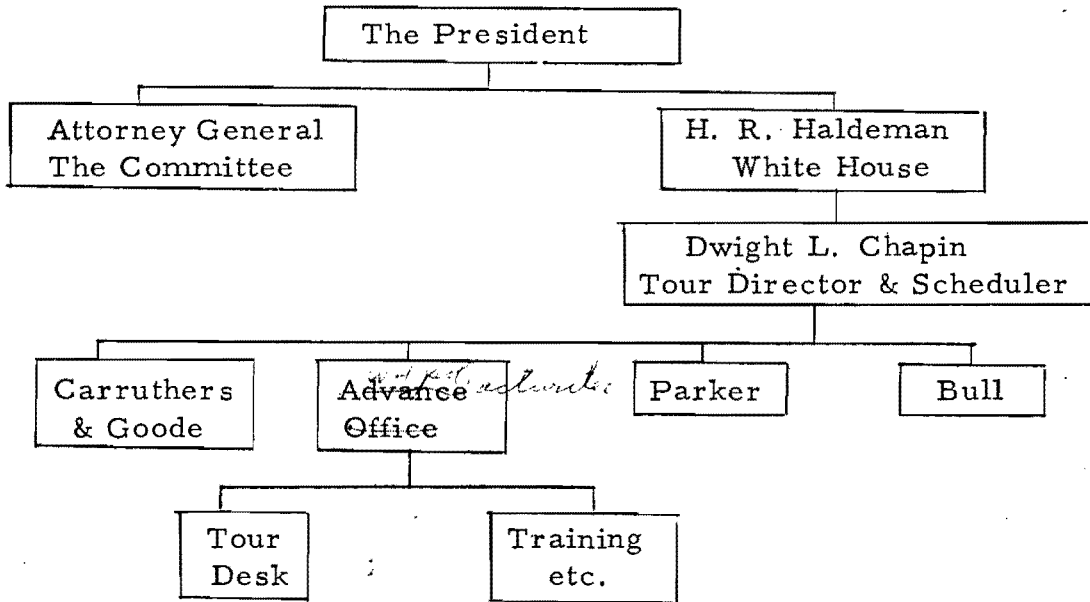 The President
Attorney General
The Committee
H. R. Haldeman
White House
Dwight L. Chapin
Tour Director & Scheduler
Carruthers
& Goode
Advance
Office
Parker
Bull
Tour
Desk
Training
etc.